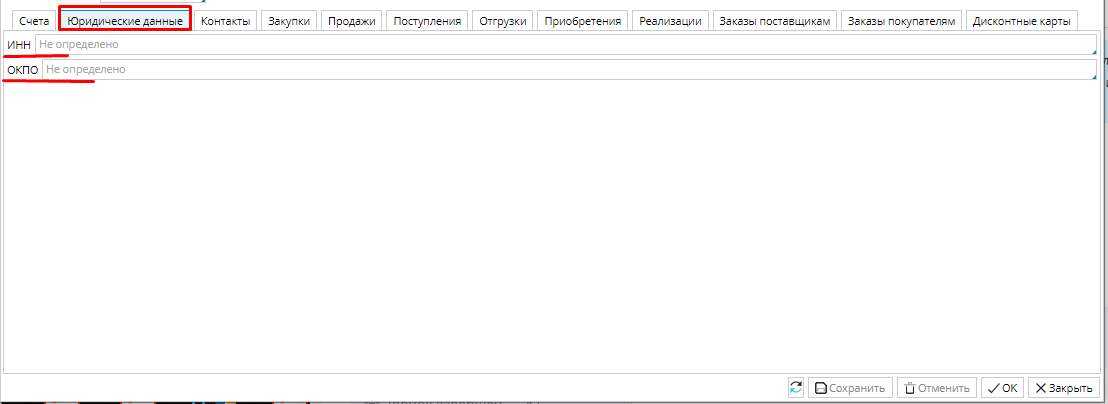 Счета Юридические данные Контакты Закупки Продажи Поступления Отгрузки Приобретения Реализации Заказы поставщикам Заказы покупателям Дисконтные карты
ИНН Не определено
ОКПО Не определено
Сохранить Отменить ОК Закрыть